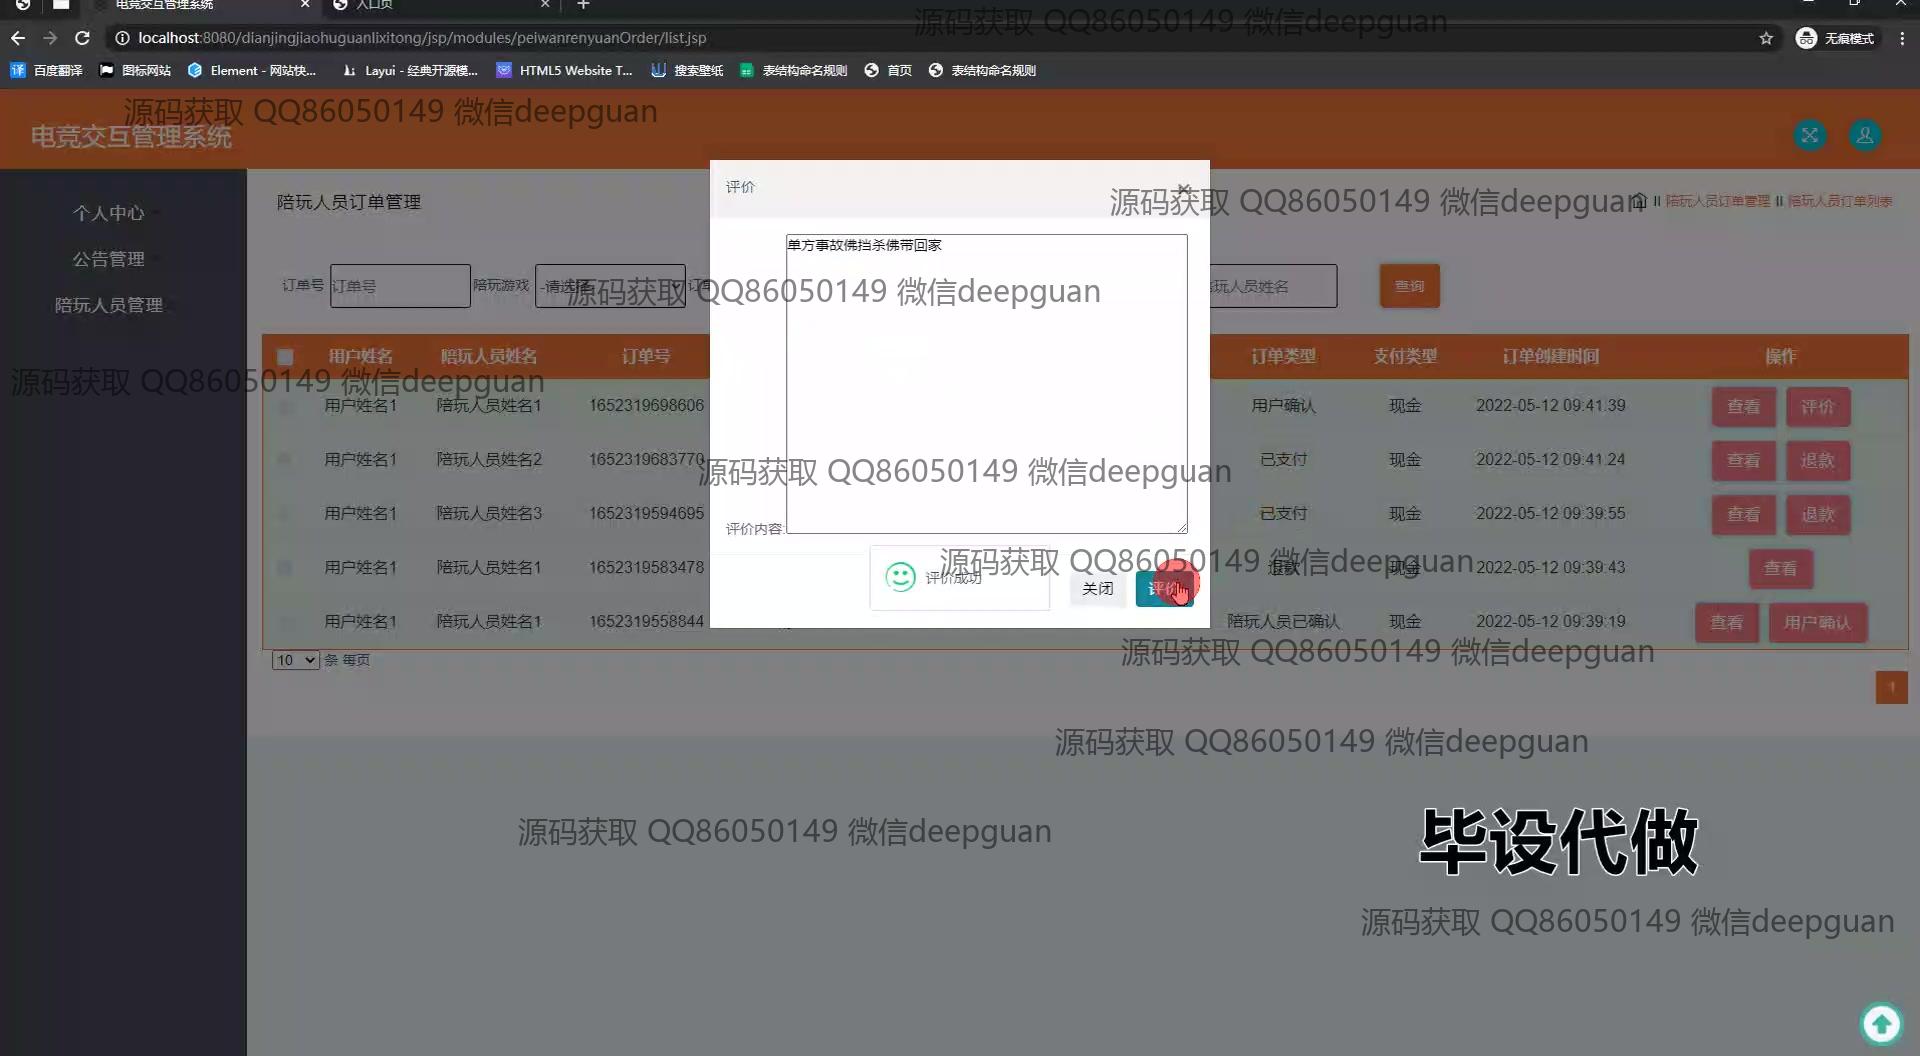 电竞交互管理系统
入口页
localhost:8080/dianjingjiaohuguanlixitong/jsp/modules/peiwanrenyuanOrder/list.jsp
无痕模式
源码获取 QQ86050149 微信deepguan
译 百度翻译 图标网站 Element - 网站快... Layui - 经典开源模... HTML5 Website T... 搜索壁纸 表结构命名规则 首页 表结构命名规则
源码获取 QQ86050149 微信deepguan
电竞交互管理系统
个人中心
公告管理
陪玩人员管理
陪玩人员订单管理
陪玩人员订单管理 陪玩人员订单列表
源码获取 QQ86050149 微信deepguan
评价
单方事故佛挡杀佛带回家
订单号 订单号 陪玩游戏 -请选择- 人员姓名 查询
源码获取 QQ86050149 微信deepguan
用户姓名 陪玩人员姓名 订单号 订单类型 支付类型 订单创建时间 操作
源码获取 QQ86050149 微信deepguan
用户姓名1 陪玩人员姓名1 1652319698606 用户确认 现金 2022-05-12 09:41:39 查看 评价
用户姓名1 陪玩人员姓名2 1652319683770 已支付 现金 2022-05-12 09:41:24 查看 退款
源码获取 QQ86050149 微信deepguan
用户姓名1 陪玩人员姓名3 1652319594695 已支付 现金 2022-05-12 09:39:55 查看 退款
评价内容:
源码获取 QQ86050149 微信deepguan
用户姓名1 陪玩人员姓名1 1652319583478 退款 现金 2022-05-12 09:39:43 查看
评价成功
关闭 评价
用户姓名1 陪玩人员姓名1 1652319558844 陪玩人员已确认 现金 2022-05-12 09:39:19 查看 用户确认
10 条 每页
源码获取 QQ86050149 微信deepguan
1
源码获取 QQ86050149 微信deepguan
源码获取 QQ86050149 微信deepguan
毕设代做
源码获取 QQ86050149 微信deepguan